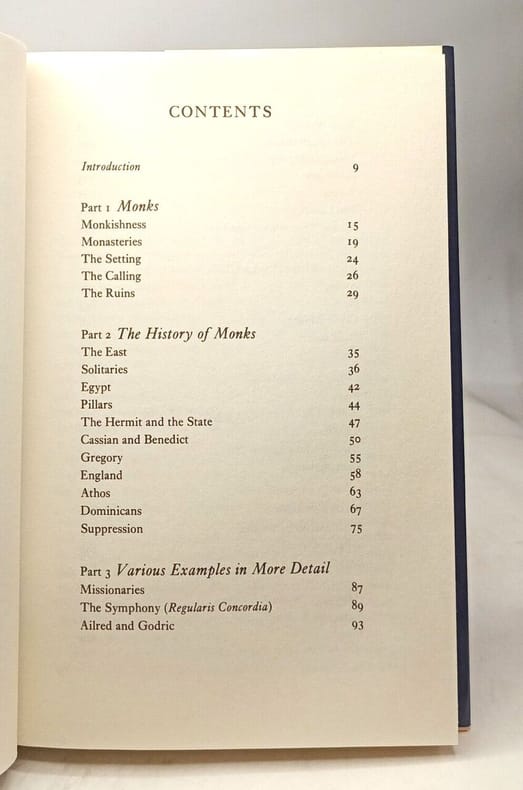 CONTENTS
Introduction 9
Part 1 Monks
Monkishness 15
Monasteries 19
The Setting 24
The Calling 26
The Ruins 29
Part 2 The History of Monks
The East 35
Solitaries 36
Egypt 42
Pillars 44
The Hermit and the State 47
Cassian and Benedict 50
Gregory 55
England 58
Athos 63
Dominicans 67
Suppression 75
Part 3 Various Examples in More Detail
Missionaries 87
The Symphony (Regularis Concordia) 89
Ailred and Godric 93